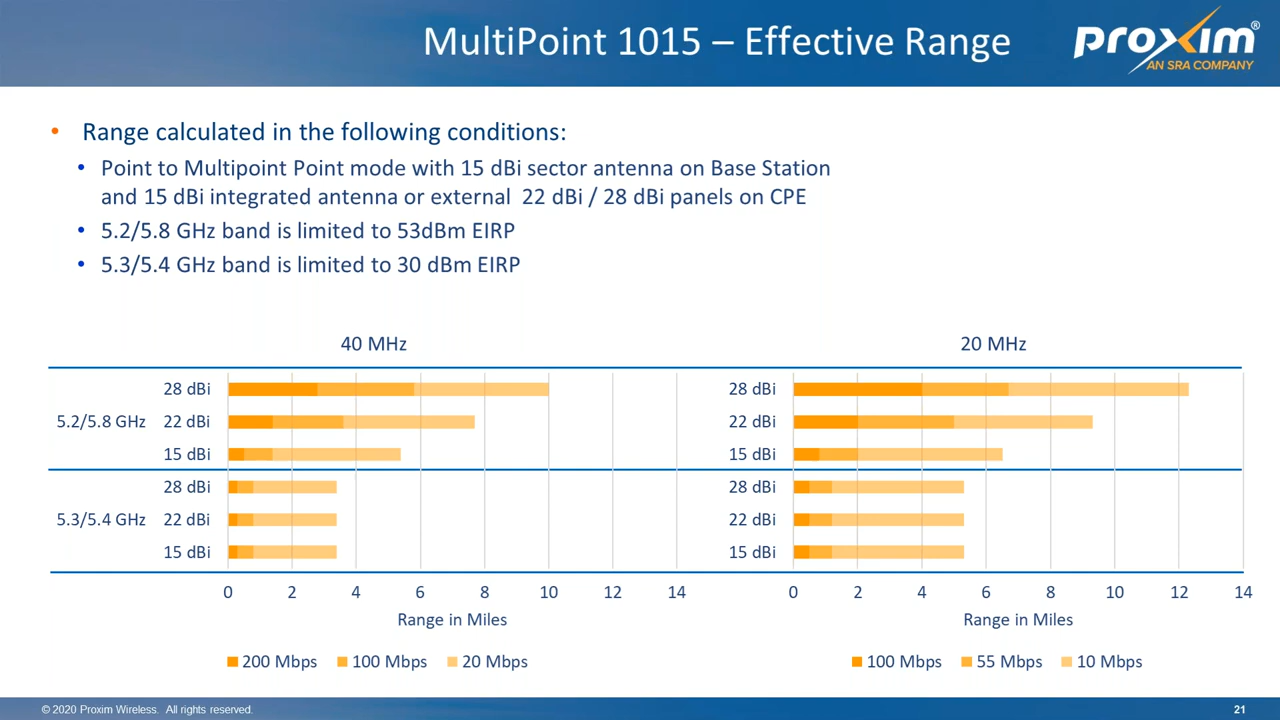 MultiPoint 1015 – Effective Range
proxim®
AN SRA COMPANY
• Range calculated in the following conditions:
• Point to Multipoint Point mode with 15 dBi sector antenna on Base Station
and 15 dBi integrated antenna or external 22 dBi / 28 dBi panels on CPE
• 5.2/5.8 GHz band is limited to 53dBm EIRP
• 5.3/5.4 GHz band is limited to 30 dBm EIRP
40 MHz
5.2/5.8 GHz
28 dBi
22 dBi
15 dBi
5.3/5.4 GHz
28 dBi
22 dBi
15 dBi
0 2 4 6 8 10 12 14
Range in Miles
200 Mbps 100 Mbps 20 Mbps
20 MHz
28 dBi
22 dBi
15 dBi
28 dBi
22 dBi
15 dBi
0 2 4 6 8 10 12 14
Range in Miles
100 Mbps 55 Mbps 10 Mbps
© 2020 Proxim Wireless. All rights reserved.
21